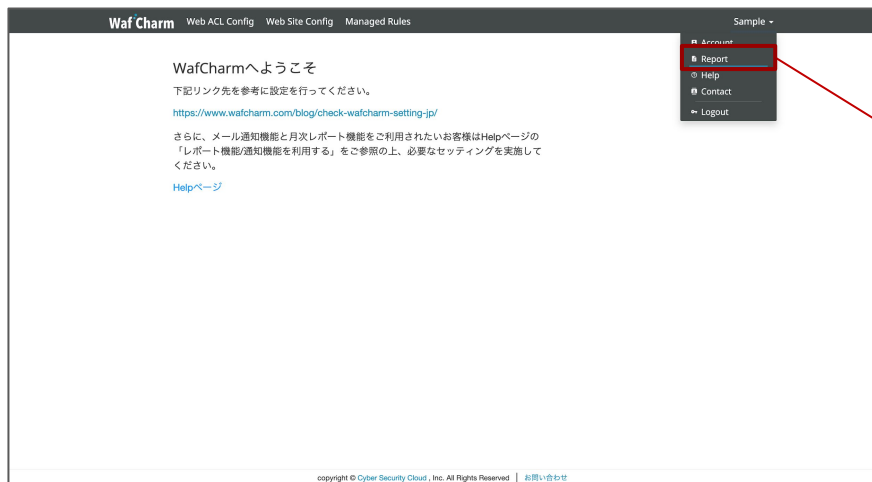 WafCharm Web ACL Config Web Site Config Managed Rules Sample
Account
Report
Help
Contact
Logout
WafCharmへようこそ
下記リンク先を参考に設定を行ってください。
https://www.wafcharm.com/blog/check-wafcharm-setting-jp/
さらに、メール通知機能と月次レポート機能をご利用されたいお客様はHelpページの
「レポート機能/通知機能を利用する」をご参照の上、必要なセッティングを実施して
ください。
Helpページ
copyright © Cyber Security Cloud , Inc. All Rights Reserved | お問い合わせ